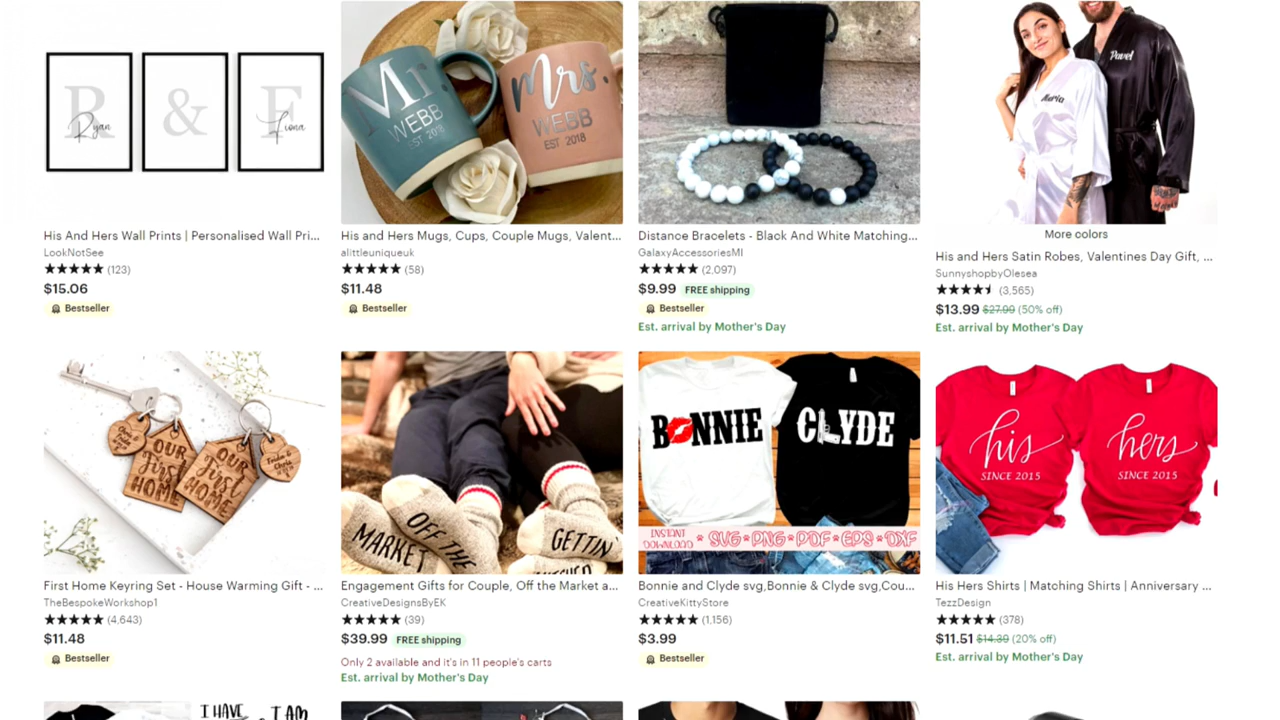 R & F
Ryan
Fiona
Mr.
WEBB
EST 2018
Mrs.
WEBB
EST 2018
Maria
Pavel
More colors
His And Hers Wall Prints | Personalised Wall Pri...
LookNotSee
★★★★★ (123)
$15.06
Bestseller
His and Hers Mugs, Cups, Couple Mugs, Valent...
alittleuniqueuk
★★★★★ (58)
$11.48
Bestseller
Distance Bracelets - Black And White Matching...
GalaxyAccessoriesMI
★★★★★ (2,097)
$9.99 FREE shipping
Bestseller
Est. arrival by Mother's Day
His and Hers Satin Robes, Valentines Day Gift, ...
SunnyshopbyOlesea
(3,565)
$13.99 $27.99 (50% off)
Est. arrival by Mother's Day
OUR
First
HOME
OUR
First
HOME
MARKET
OFF THE
GETTIN
BONNIE
CLYDE
INSTANT
DOWNLOAD * SVG*PNG*PDF*EPS*DXF
his
SINCE 2015
hers
SINCE 2015
First Home Keyring Set - House Warming Gift - ...
TheBespokeWorkshop1
★★★★★ (4,643)
$11.48
Bestseller
Engagement Gifts for Couple, Off the Market a...
CreativeDesignsByEK
★★★★★ (39)
$39.99 FREE shipping
Only 2 available and it's in 11 people's carts
Est. arrival by Mother's Day
Bonnie and Clyde svg,Bonnie & Clyde svg,Cou...
CreativeKittyStore
★★★★★ (1,156)
$3.99
Bestseller
His Hers Shirts | Matching Shirts | Anniversary ...
TezzDesign
★★★★★ (378)
$11.51 $14.39 (20% off)
Est. arrival by Mother's Day
I HAVE
I AM